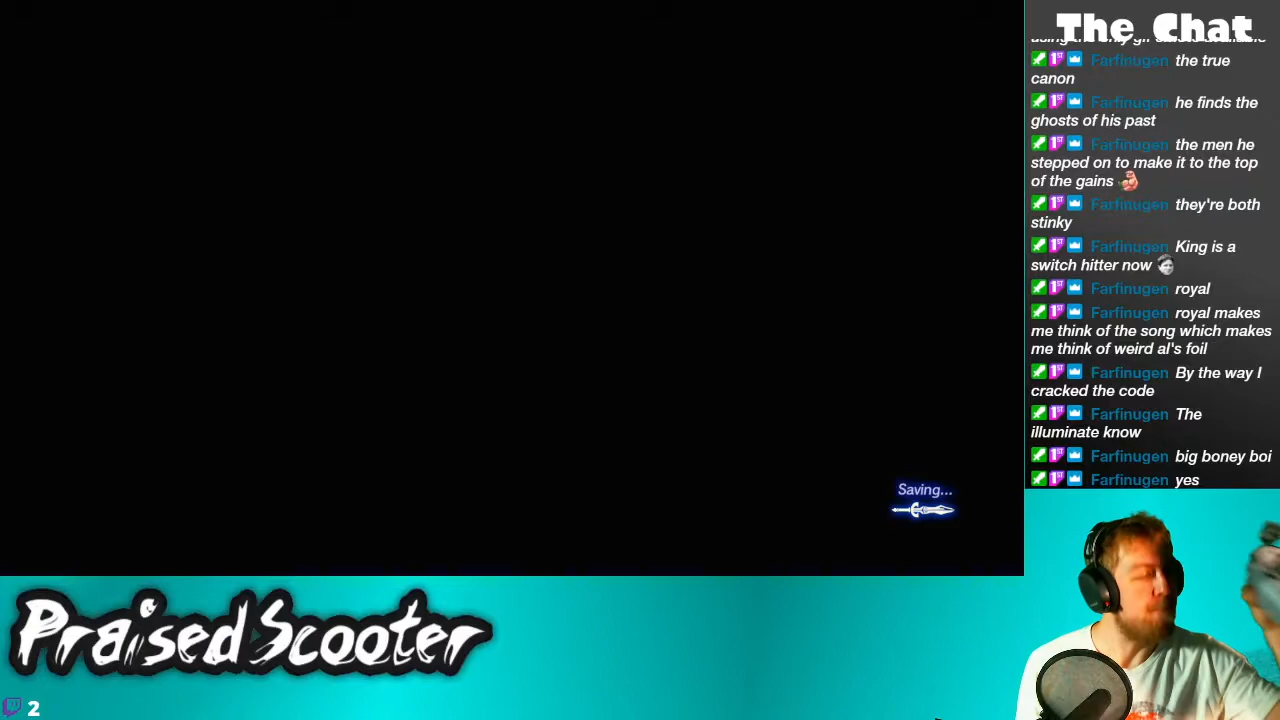 The Chat
Farfinugen the true
canon
Farfinugen he finds the
ghosts of his past
Farfinugen the men he
stepped on to make it to the top
of the gains
Farfinugen they're both
stinky
Farfinugen King is a
switch hitter now
Farfinugen royal
Farfinugen royal makes
me think of the song which makes
me think of weird al's foil
Farfinugen By the way I
cracked the code
Farfinugen The
illuminate know
Farfinugen big boney boi
Farfinugen yes
Saving...
PraisedScooter
2